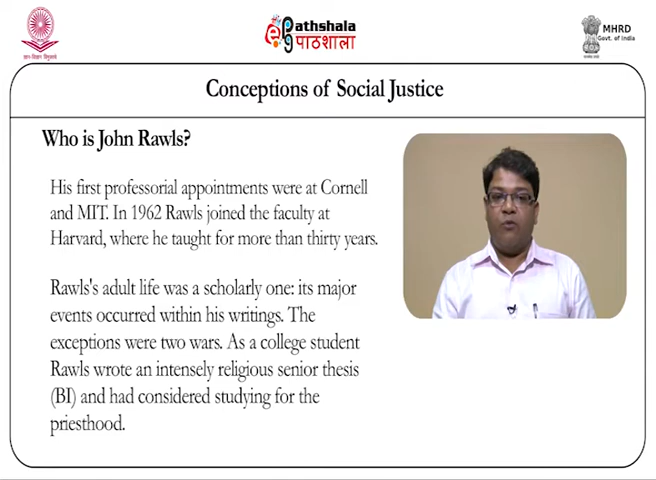 Pathshala
पाठशाला
MHRD
Govt. of India
Conceptions of Social Justice
Who is John Rawls?
His first professorial appointments were at Cornell
and MIT. In 1962 Rawls joined the faculty at
Harvard, where he taught for more than thirty years.
Rawls's adult life was a scholarly one: its major
events occurred within his writings. The
exceptions were two wars. As a college student
Rawls wrote an intensely religious senior thesis
(BI) and had considered studying for the
priesthood.